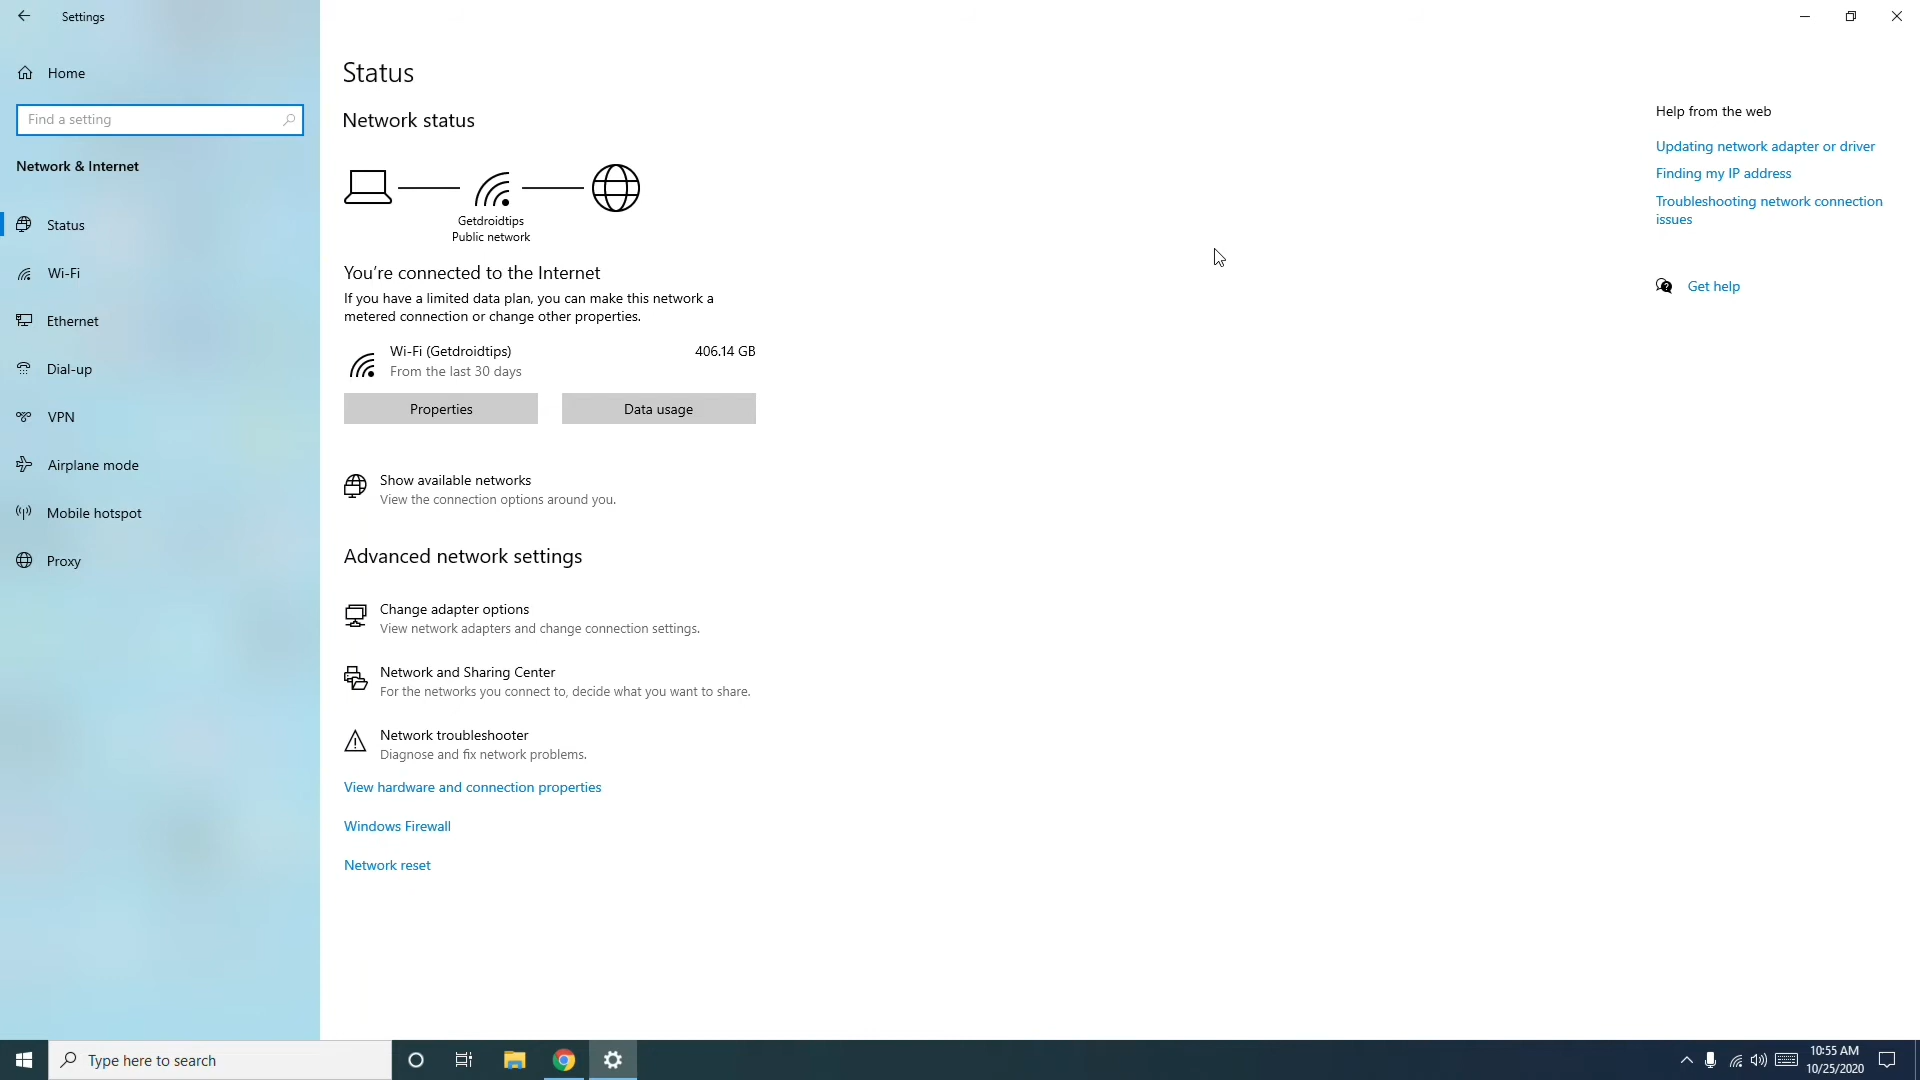 Settings
Home
Find a setting
Network & Internet
Status
Wi-Fi
Ethernet
Dial-up
VPN
Airplane mode
Mobile hotspot
Proxy
Status
Network status
Getdroidtips
Public network
You're connected to the Internet
If you have a limited data plan, you can make this network a
metered connection or change other properties.
Wi-Fi (Getdroidtips)
406.14 GB
From the last 30 days
Properties
Data usage
Show available networks
View the connection options around you.
Advanced network settings
Change adapter options
View network adapters and change connection settings.
Network and Sharing Center
For the networks you connect to, decide what you want to share.
Network troubleshooter
Diagnose and fix network problems.
View hardware and connection properties
Windows Firewall
Network reset
Help from the web
Updating network adapter or driver
Finding my IP address
Troubleshooting network connection
issues
Get help
Type here to search
10:55 AM
10/25/2020